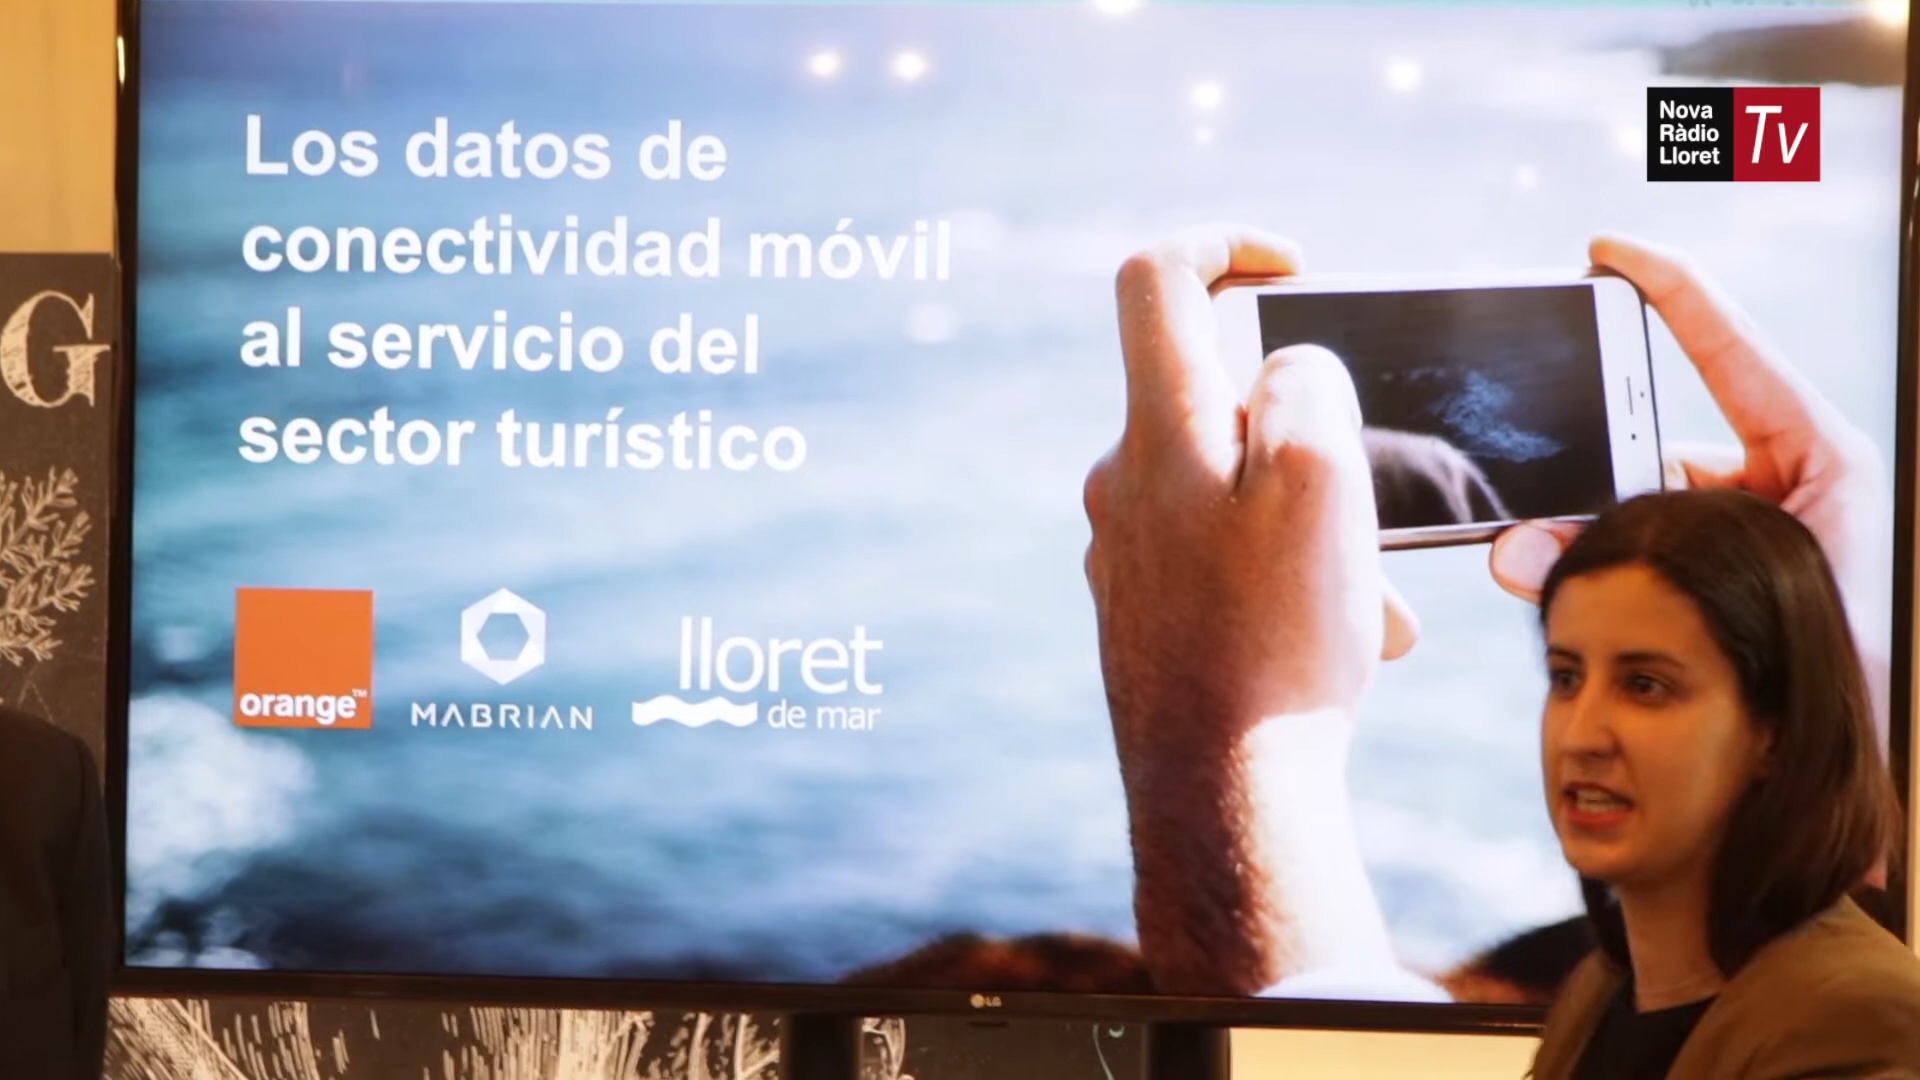 Los datos de
conectividad móvil
al servicio del
sector turístico
orange™
MABRIAN
lloret
de mar
Nova
Ràdio
Lloret
Tv
G
LG